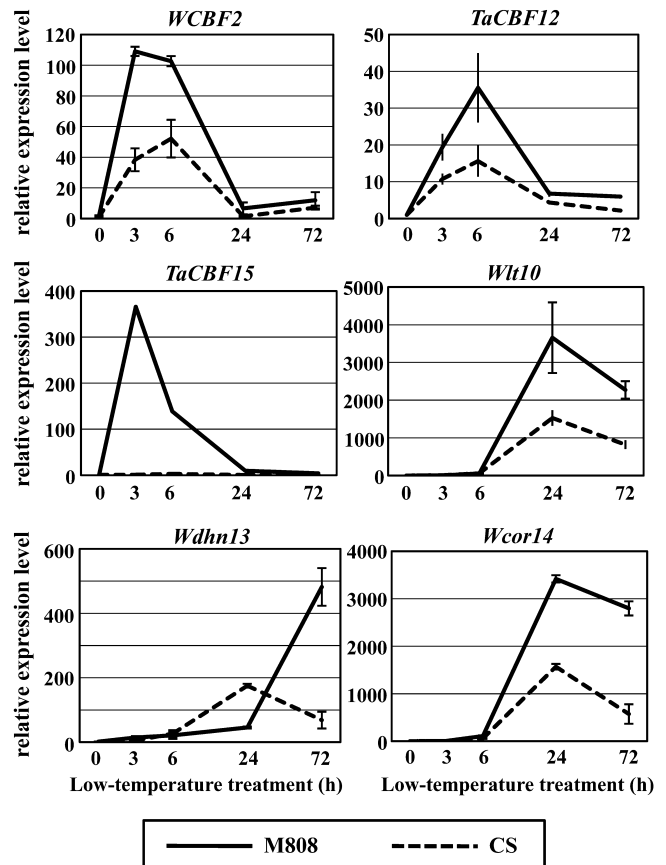 WCBF2
TaCBF12
relative expression level
120
100
80
60
40
20
0
0 3 6 24 72
50
40
30
20
10
0
0 3 6 24 72
TaCBF15
Wlt10
relative expression level
400
300
200
100
0
0 3 6 24 72
5000
4000
3000
2000
1000
0
0 3 6 24 72
Wdhn13
Wcor14
relative expression level
600
400
200
0
0 3 6 24 72
4000
3000
2000
1000
0
0 3 6 24 72
Low-temperature treatment (h)
Low-temperature treatment (h)
M808
CS